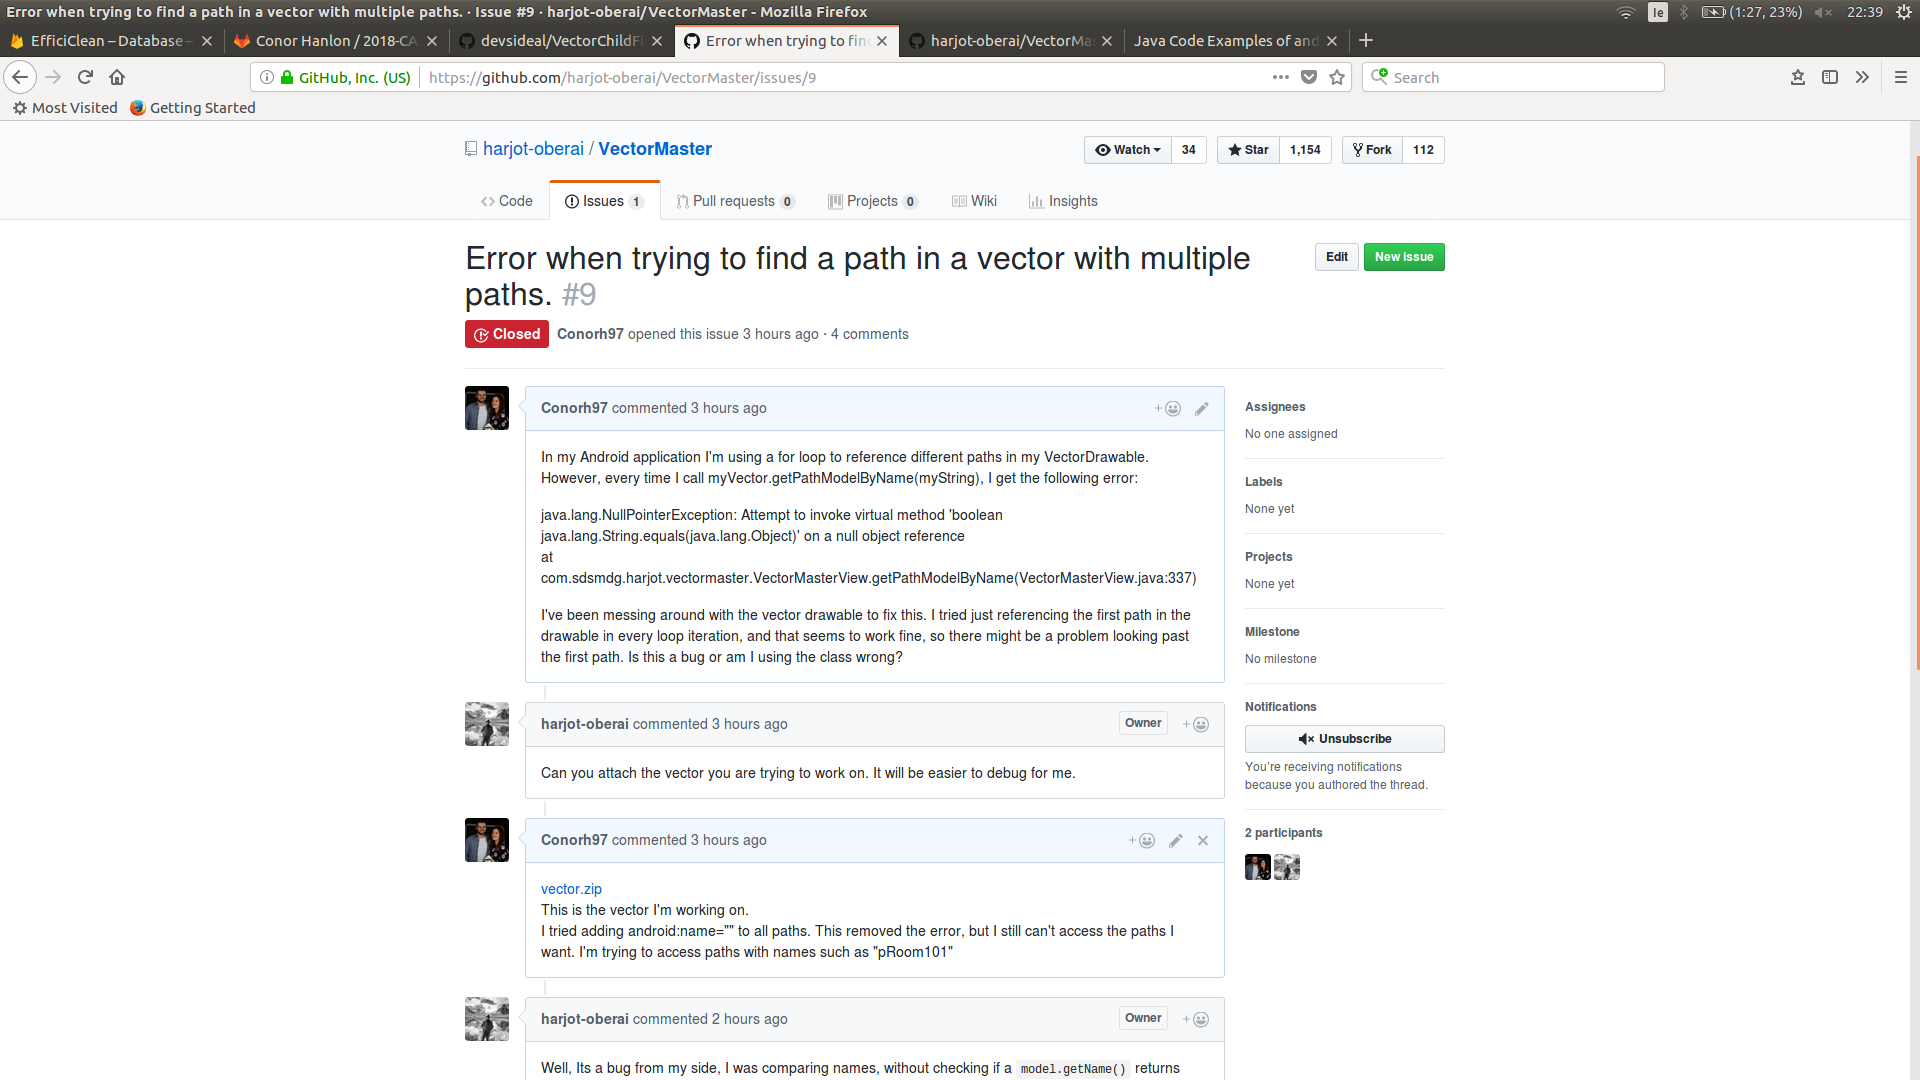 Error when trying to find a path in a vector with multiple paths. · Issue #9 · harjot-oberai/VectorMaster - Mozilla Firefox
Ie (1:27, 23%) 22:39
EfficiClean – Database –
Conor Hanlon / 2018-CA
devsideal/VectorChildFi
Error when trying to fin
harjot-oberai/VectorMa
Java Code Examples of and
GitHub, Inc. (US) https://github.com/harjot-oberai/VectorMaster/issues/9 Search
Most Visited Getting Started
harjot-oberai / VectorMaster
Watch 34 Star 1,154 Fork 112
Code Issues 1 Pull requests 0 Projects 0 Wiki Insights
Error when trying to find a path in a vector with multiple
paths. #9
Edit New issue
Closed Conorh97 opened this issue 3 hours ago · 4 comments
Conorh97 commented 3 hours ago
In my Android application I'm using a for loop to reference different paths in my VectorDrawable.
However, every time I call myVector.getPathModelByName(myString), I get the following error:
java.lang.NullPointerException: Attempt to invoke virtual method 'boolean
java.lang.String.equals(java.lang.Object)' on a null object reference
at
com.sdsmdg.harjot.vectormaster.VectorMasterView.getPathModelByName(VectorMasterView.java:337)
I've been messing around with the vector drawable to fix this. I tried just referencing the first path in the
drawable in every loop iteration, and that seems to work fine, so there might be a problem looking past
the first path. Is this a bug or am I using the class wrong?
harjot-oberai commented 3 hours ago Owner
Can you attach the vector you are trying to work on. It will be easier to debug for me.
Conorh97 commented 3 hours ago
vector.zip
This is the vector I'm working on.
I tried adding android:name="" to all paths. This removed the error, but I still can't access the paths I
want. I'm trying to access paths with names such as "pRoom101"
harjot-oberai commented 2 hours ago Owner
Well, Its a bug from my side, I was comparing names, without checking if a model.getName() returns
Assignees
No one assigned
Labels
None yet
Projects
None yet
Milestone
No milestone
Notifications
Unsubscribe
You're receiving notifications
because you authored the thread.
2 participants